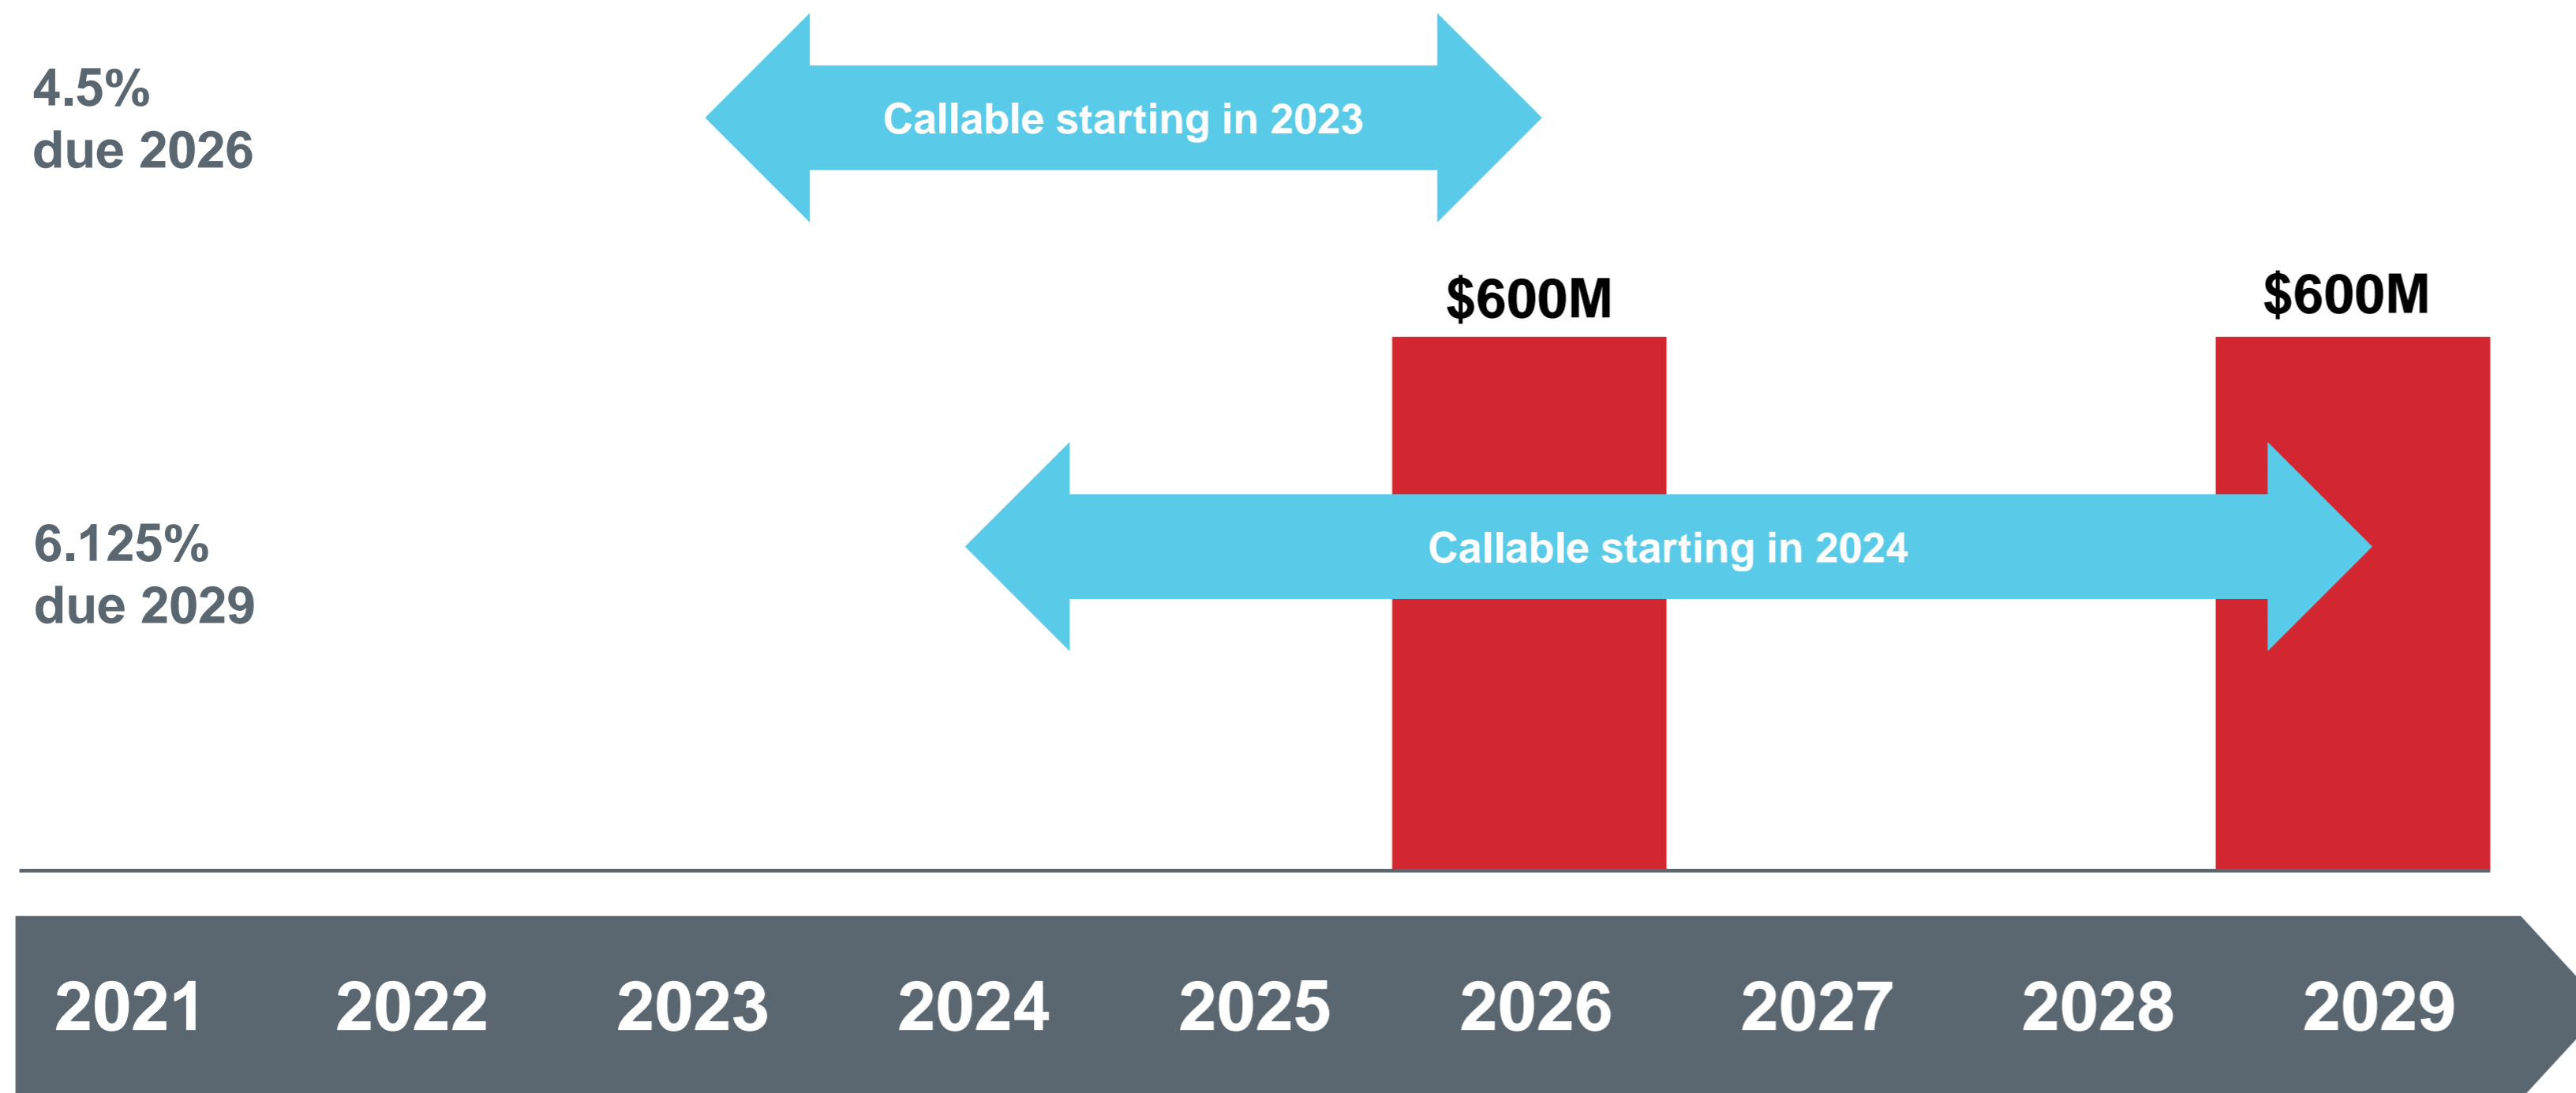 4.5%
due 2026
Callable starting in 2023
$600M
$600M
6.125%
due 2029
Callable starting in 2024
2021 2022 2023 2024 2025 2026 2027 2028 2029